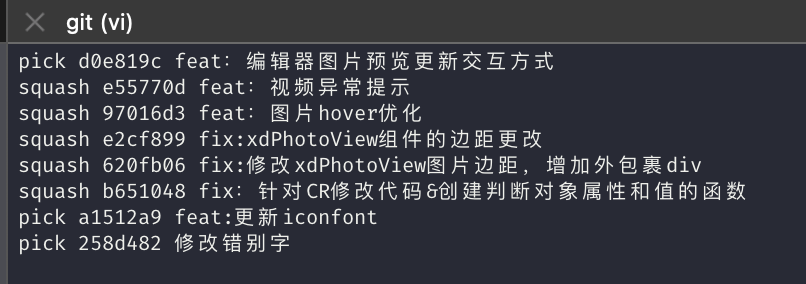 git (vi)
pick d0e819c feat：编辑器图片预览更新交互方式
squash e55770d feat：视频异常提示
squash 97016d3 feat：图片hover优化
squash e2cf899 fix:xdPhotoView组件的边距更改
squash 620fb06 fix:修改xdPhotoView图片边距，增加外包裹div
squash b651048 fix：针对CR修改代码&创建判断对象属性和值的函数
pick a1512a9 feat:更新iconfont
pick 258d482 修改错别字